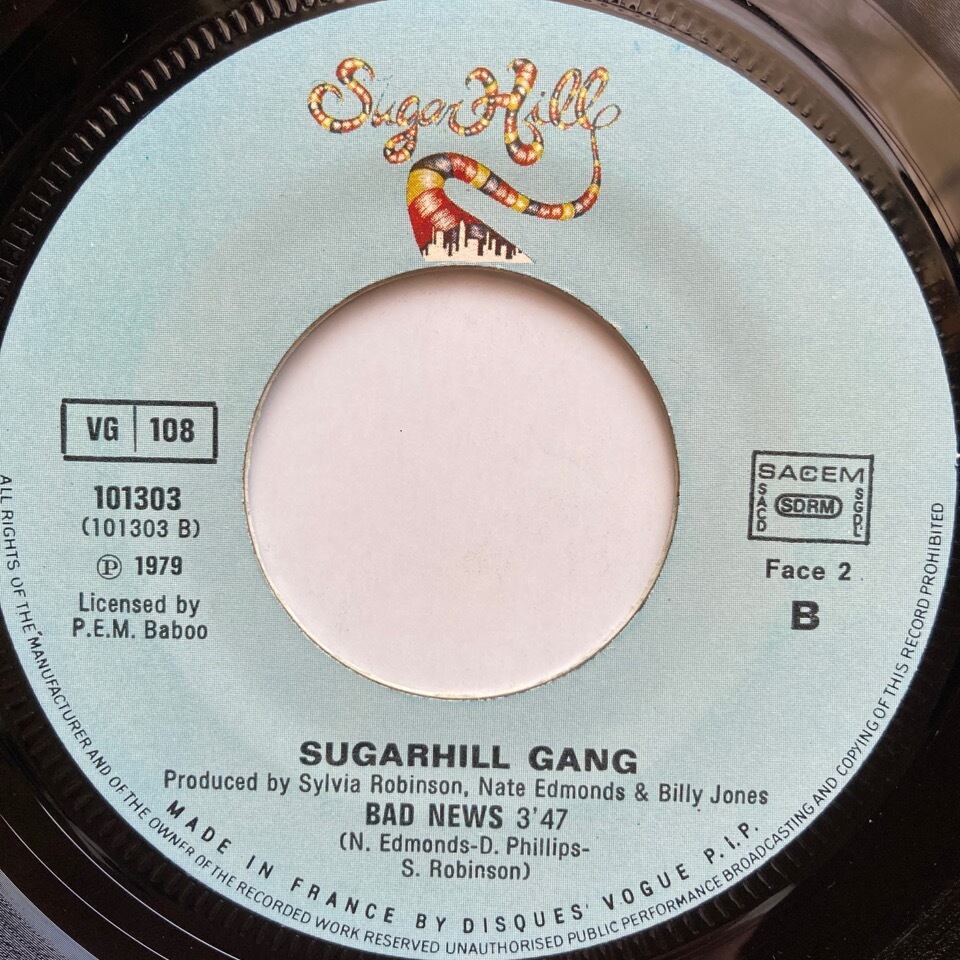 Sugar Hill
VG 108
101303
(101303 B)
Ⓟ 1979
Licensed by
P.E.M. Baboo
SACEM
SACD
SDRM
SGDL
Face 2
B
SUGARHILL GANG
Produced by Sylvia Robinson, Nate Edmonds & Billy Jones
BAD NEWS 3'47
(N. Edmonds-D. Phillips-
S. Robinson)
MADE IN FRANCE BY DISQUES' VOGUE P.I.P.
ALL RIGHTS OF THE MANUFACTURER AND OF THE OWNER OF THE RECORDED WORK RESERVED UNAUTHORISED PUBLIC PERFORMANCE BROADCASTING AND COPYING OF THIS RECORD PROHIBITED